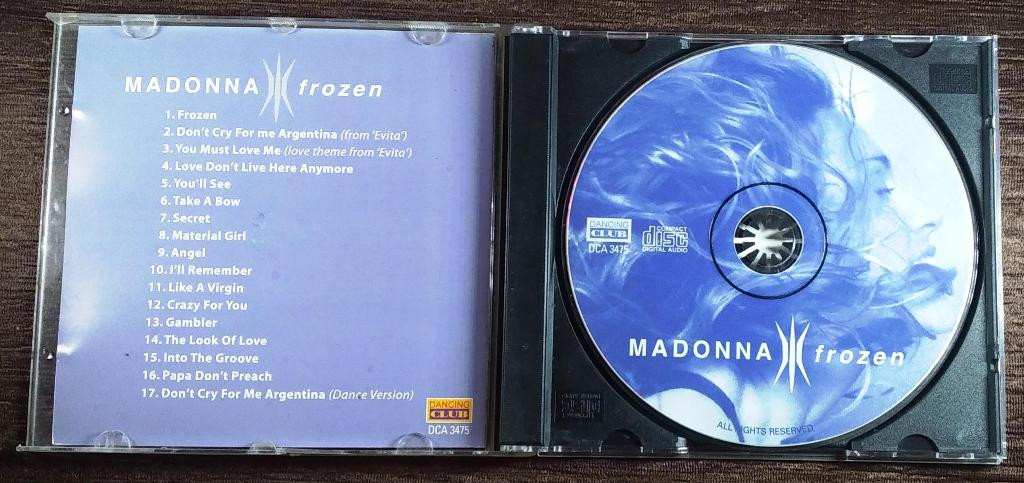 MADONNA frozen
1. Frozen
2. Don't Cry For me Argentina (from 'Evita')
3. You Must Love Me (love theme from 'Evita')
4. Love Don't Live Here Anymore
5. You'll See
6. Take A Bow
7. Secret
8. Material Girl
9. Angel
10. I'll Remember
11. Like A Virgin
12. Crazy For You
13. Gambler
14. The Look Of Love
15. Into The Groove
16. Papa Don't Preach
17. Don't Cry For Me Argentina (Dance Version)
DANCING
CLUB
DCA 3475
DANCING
CLUB
DCA 3475
COMPACT
disc
DIGITAL AUDIO
MADONNA frozen
ALL RIGHTS RESERVED